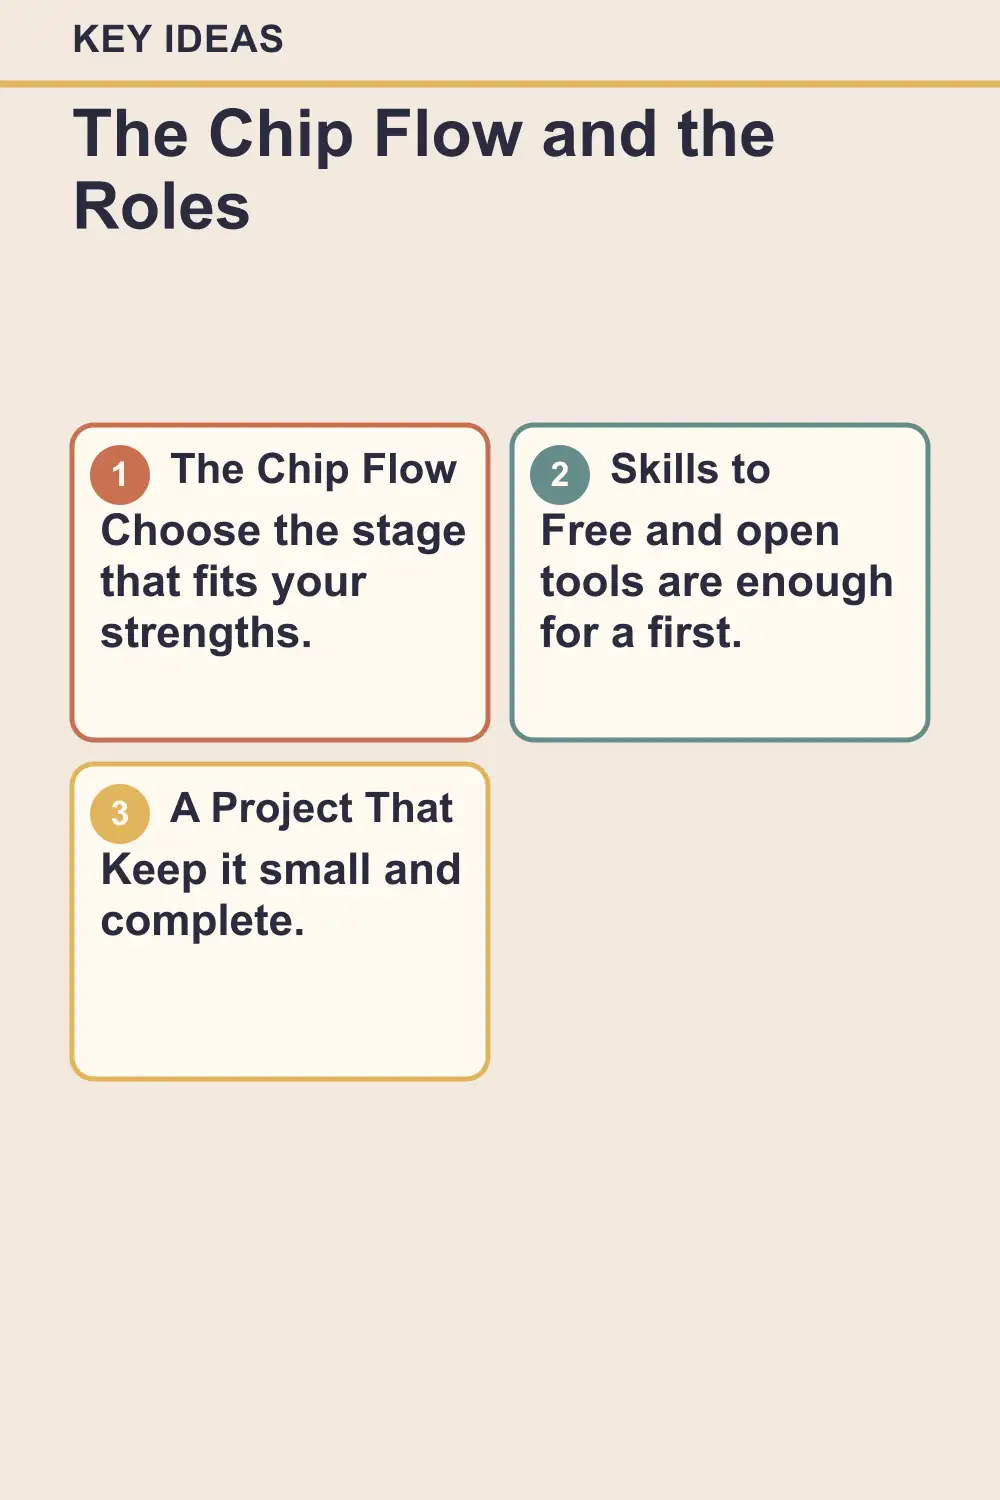 KEY IDEAS
The Chip Flow and the
Roles
1 The Chip Flow
Choose the stage
that fits your
strengths.
2 Skills to
Free and open
tools are enough
for a first.
3 A Project That
Keep it small and
complete.